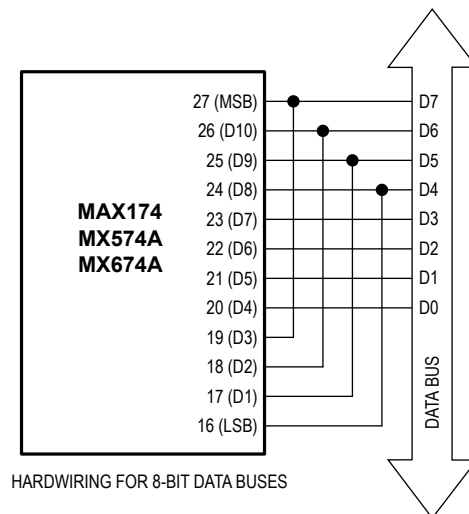 27 (MSB) D7
26 (D10) D6
25 (D9) D5
24 (D8) D4
23 (D7) D3
22 (D6) D2
21 (D5) D1
20 (D4) D0
19 (D3)
18 (D2)
17 (D1)
16 (LSB)
MAX174
MX574A
MX674A
DATA BUS
HARDWIRING FOR 8-BIT DATA BUSES